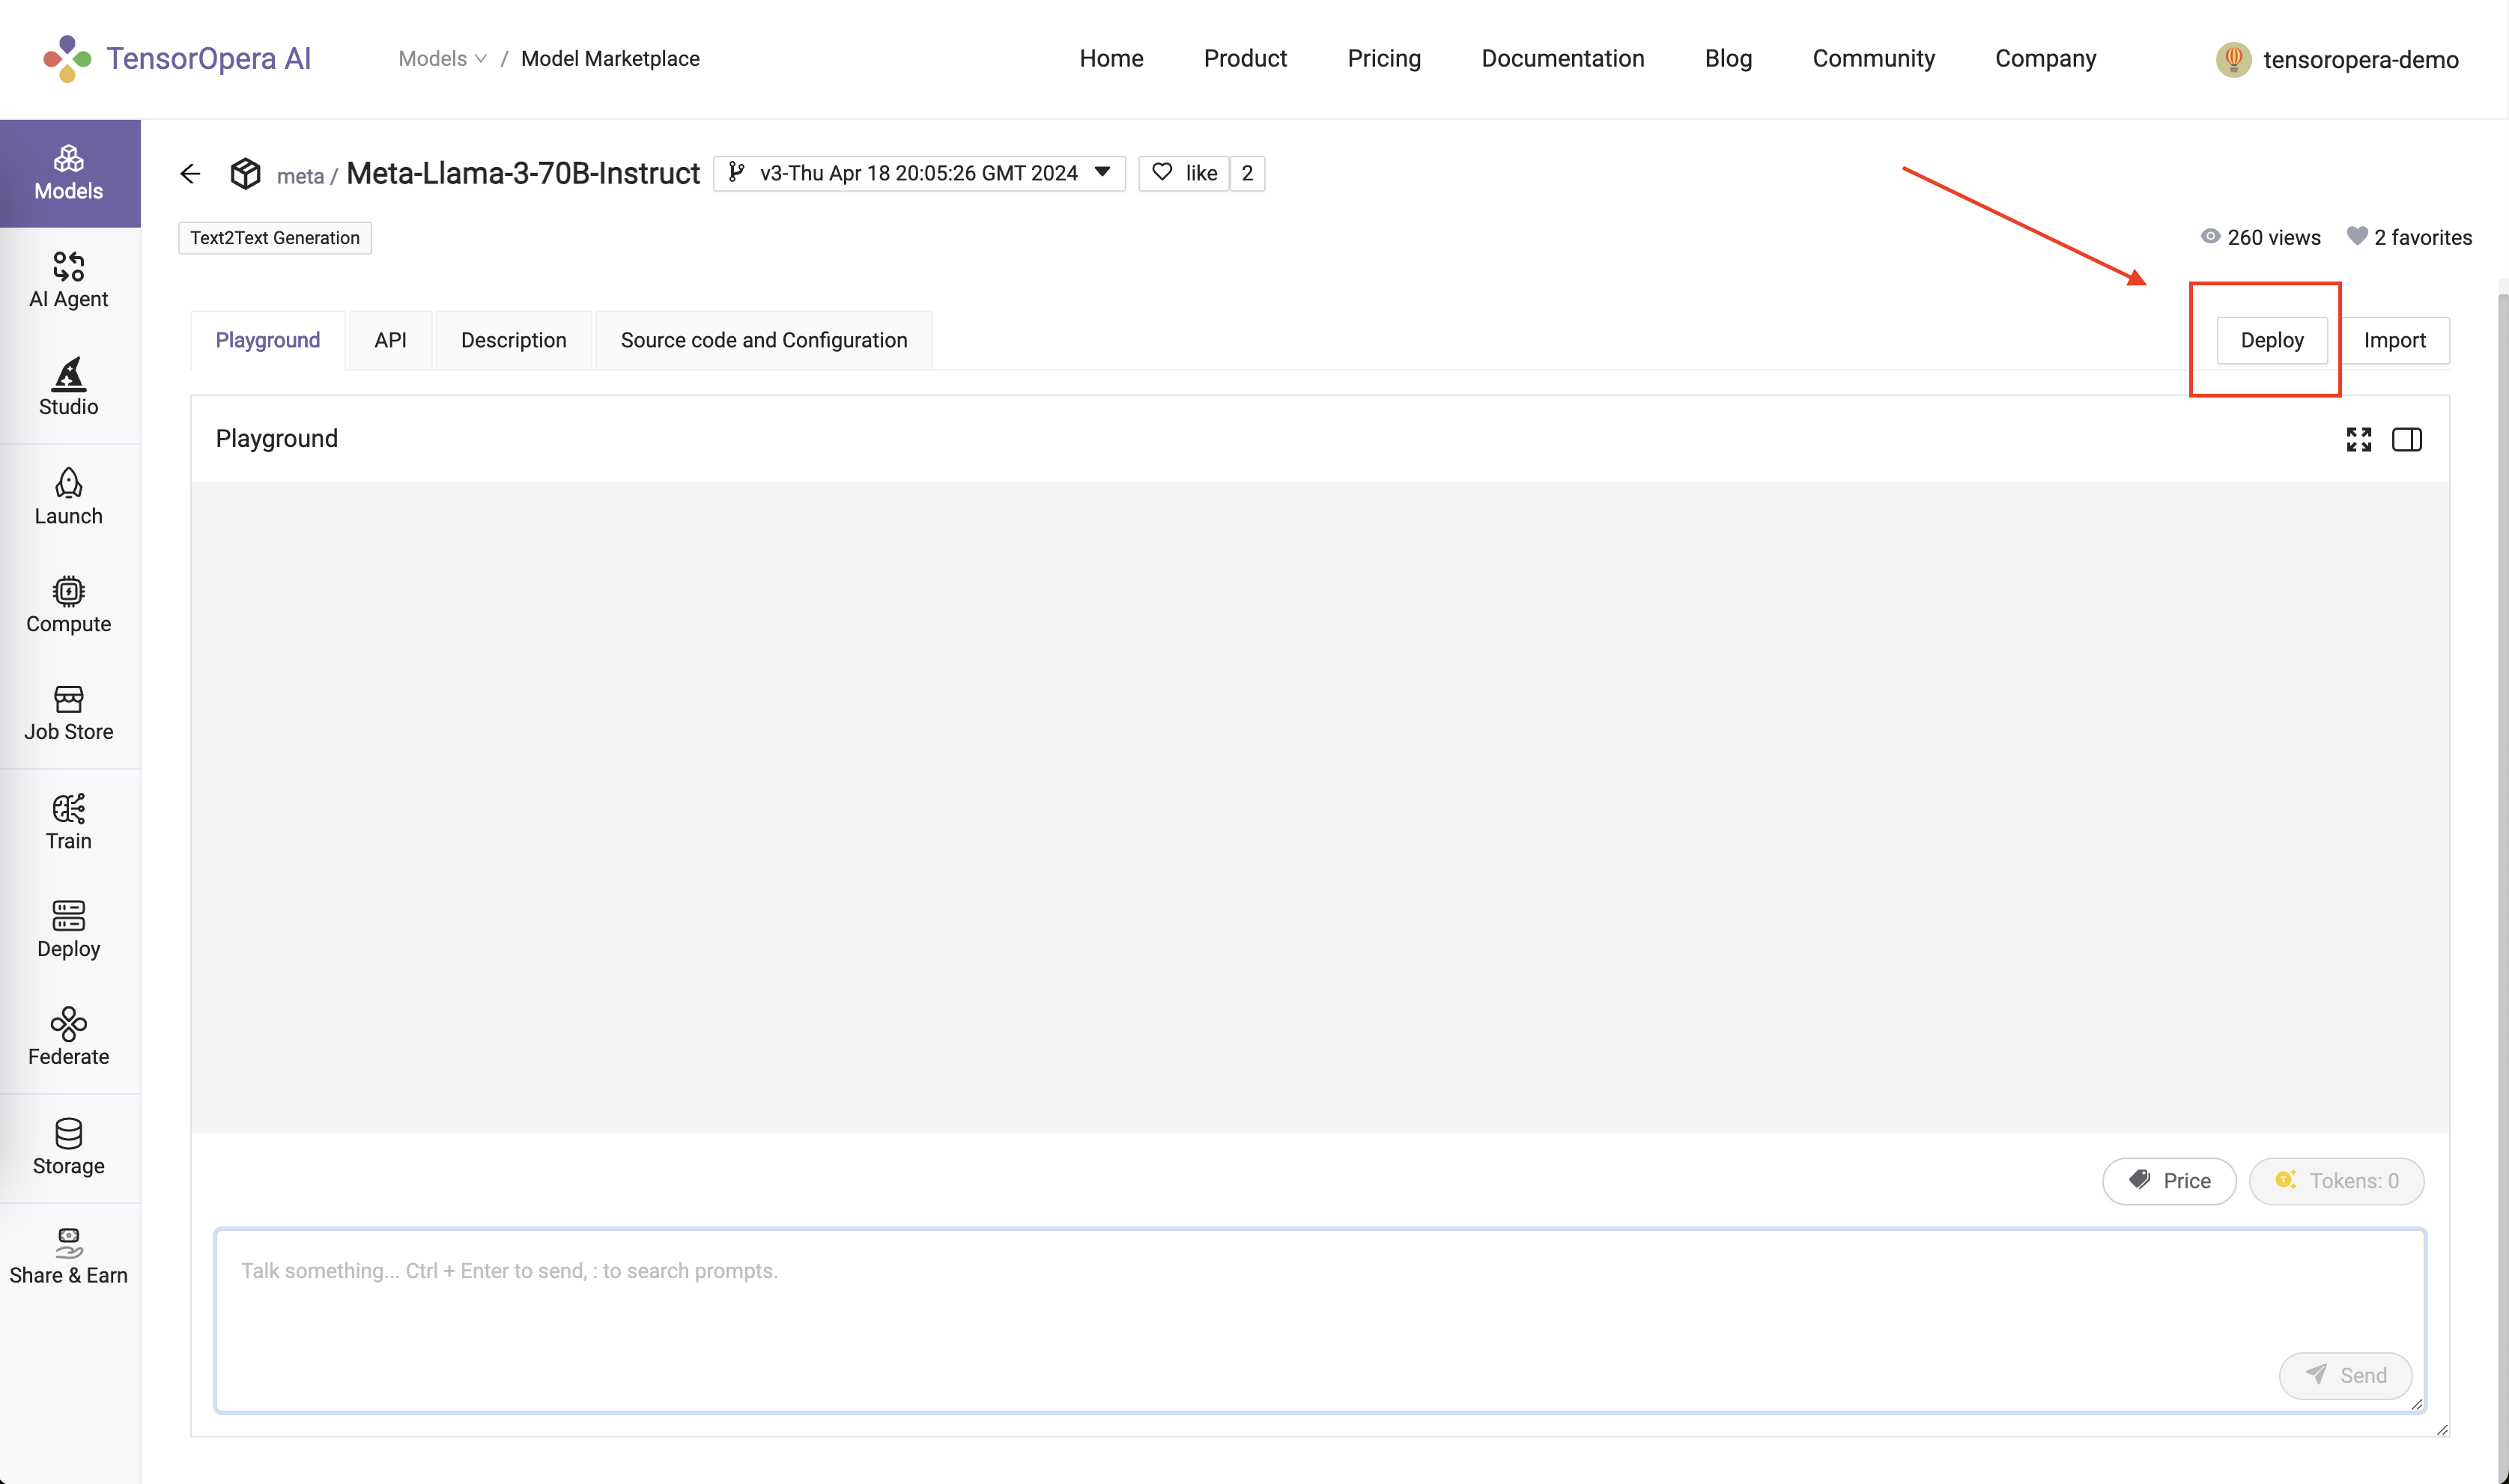 TensorOpera AI
Models / Model Marketplace
Home Product Pricing Documentation Blog Community Company
tensoropera-demo
Models
AI Agent
Studio
Launch
Compute
Job Store
Train
Deploy
Federate
Storage
Share & Earn
meta / Meta-Llama-3-70B-Instruct v3-Thu Apr 18 20:05:26 GMT 2024 like 2
Text2Text Generation
260 views 2 favorites
Playground API Description Source code and Configuration
Deploy Import
Playground
Price Tokens: 0
Talk something... Ctrl + Enter to send, : to search prompts.
Send